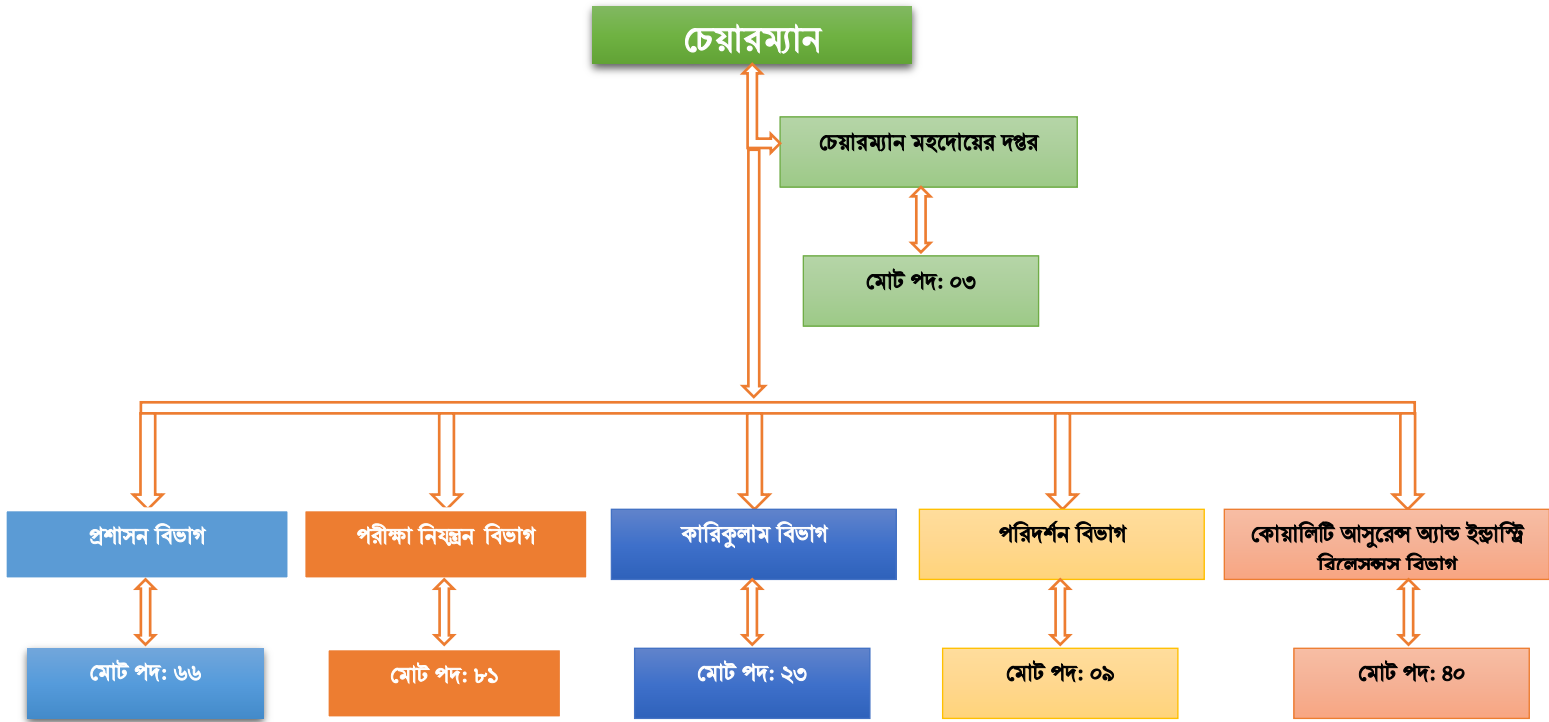 চেয়ারম্যান
চেয়ারম্যান মহদোয়ের দপ্তর
মোট পদ: ০৩
প্রশাসন বিভাগ
মোট পদ: ৬৬
পরীক্ষা নিযন্ত্রন বিভাগ
মোট পদ: ৮১
কারিকুলাম বিভাগ
মোট পদ: ২৩
পরিদর্শন বিভাগ
মোট পদ: ০৯
কোয়ালিটি আসুরেন্স অ্যান্ড ইন্ড্রাস্ট্রি
বিভাগ
মোট পদ: ৪০